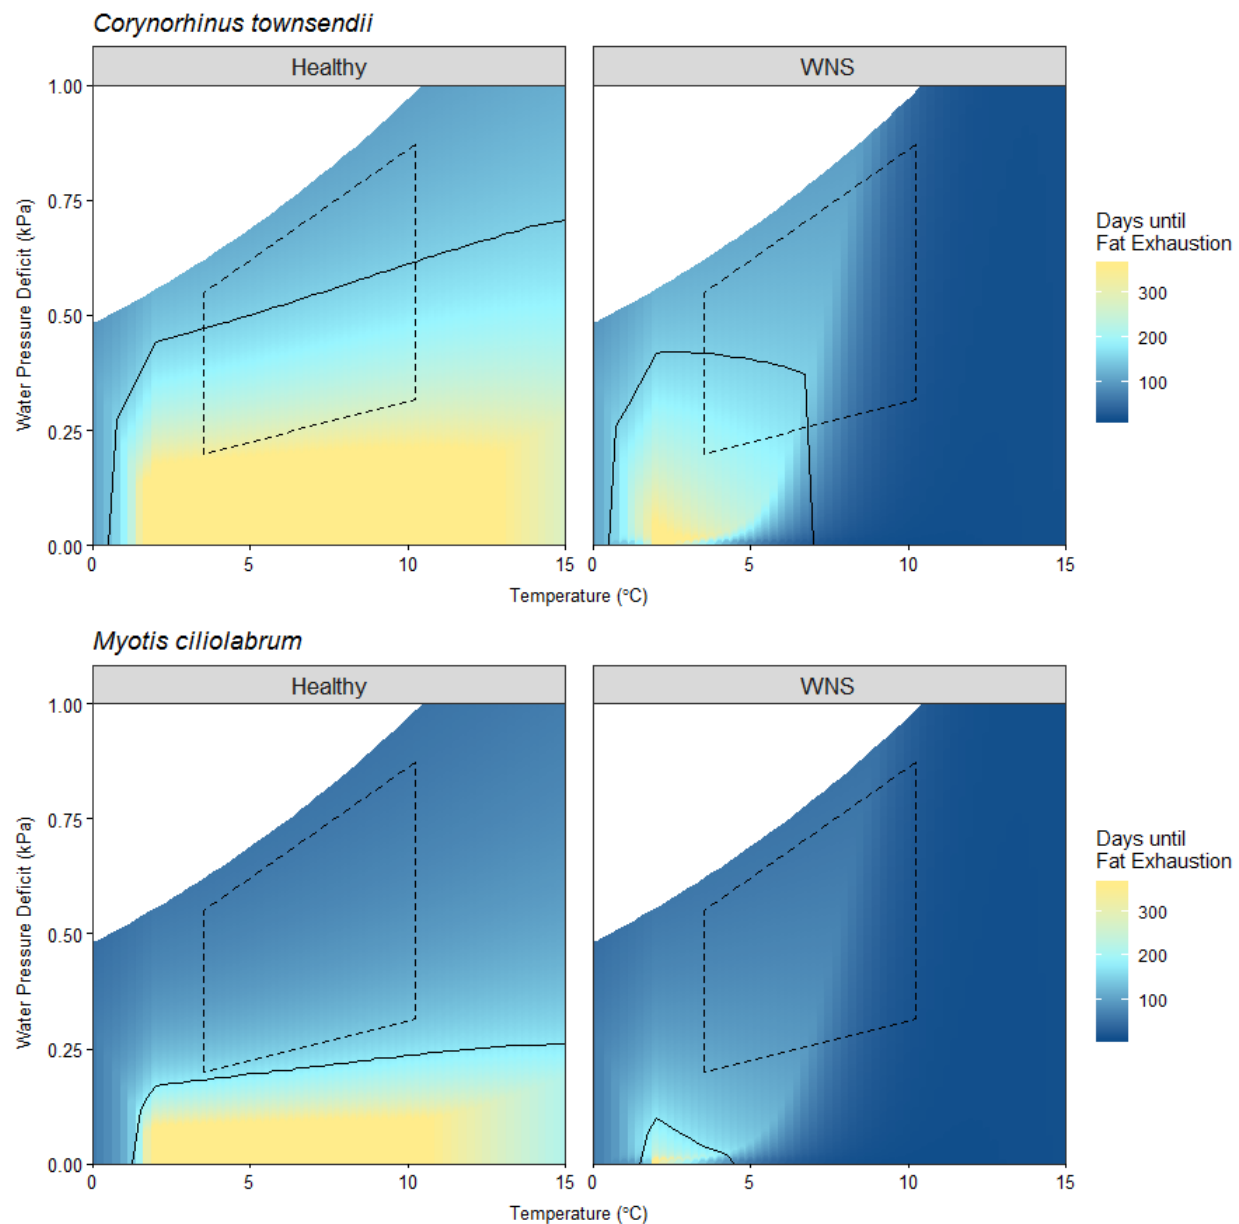 Corynorhinus townsendii
Healthy
WNS
1.00
0.75
0.50
0.25
0.00
Water Pressure Deficit (kPa)
0
5
10
15
0
5
10
15
Temperature (°C)
Days until
Fat Exhaustion
300
200
100
Myotis ciliolabrum
Healthy
WNS
1.00
0.75
0.50
0.25
0.00
Water Pressure Deficit (kPa)
0
5
10
15
0
5
10
15
Temperature (°C)
Days until
Fat Exhaustion
300
200
100